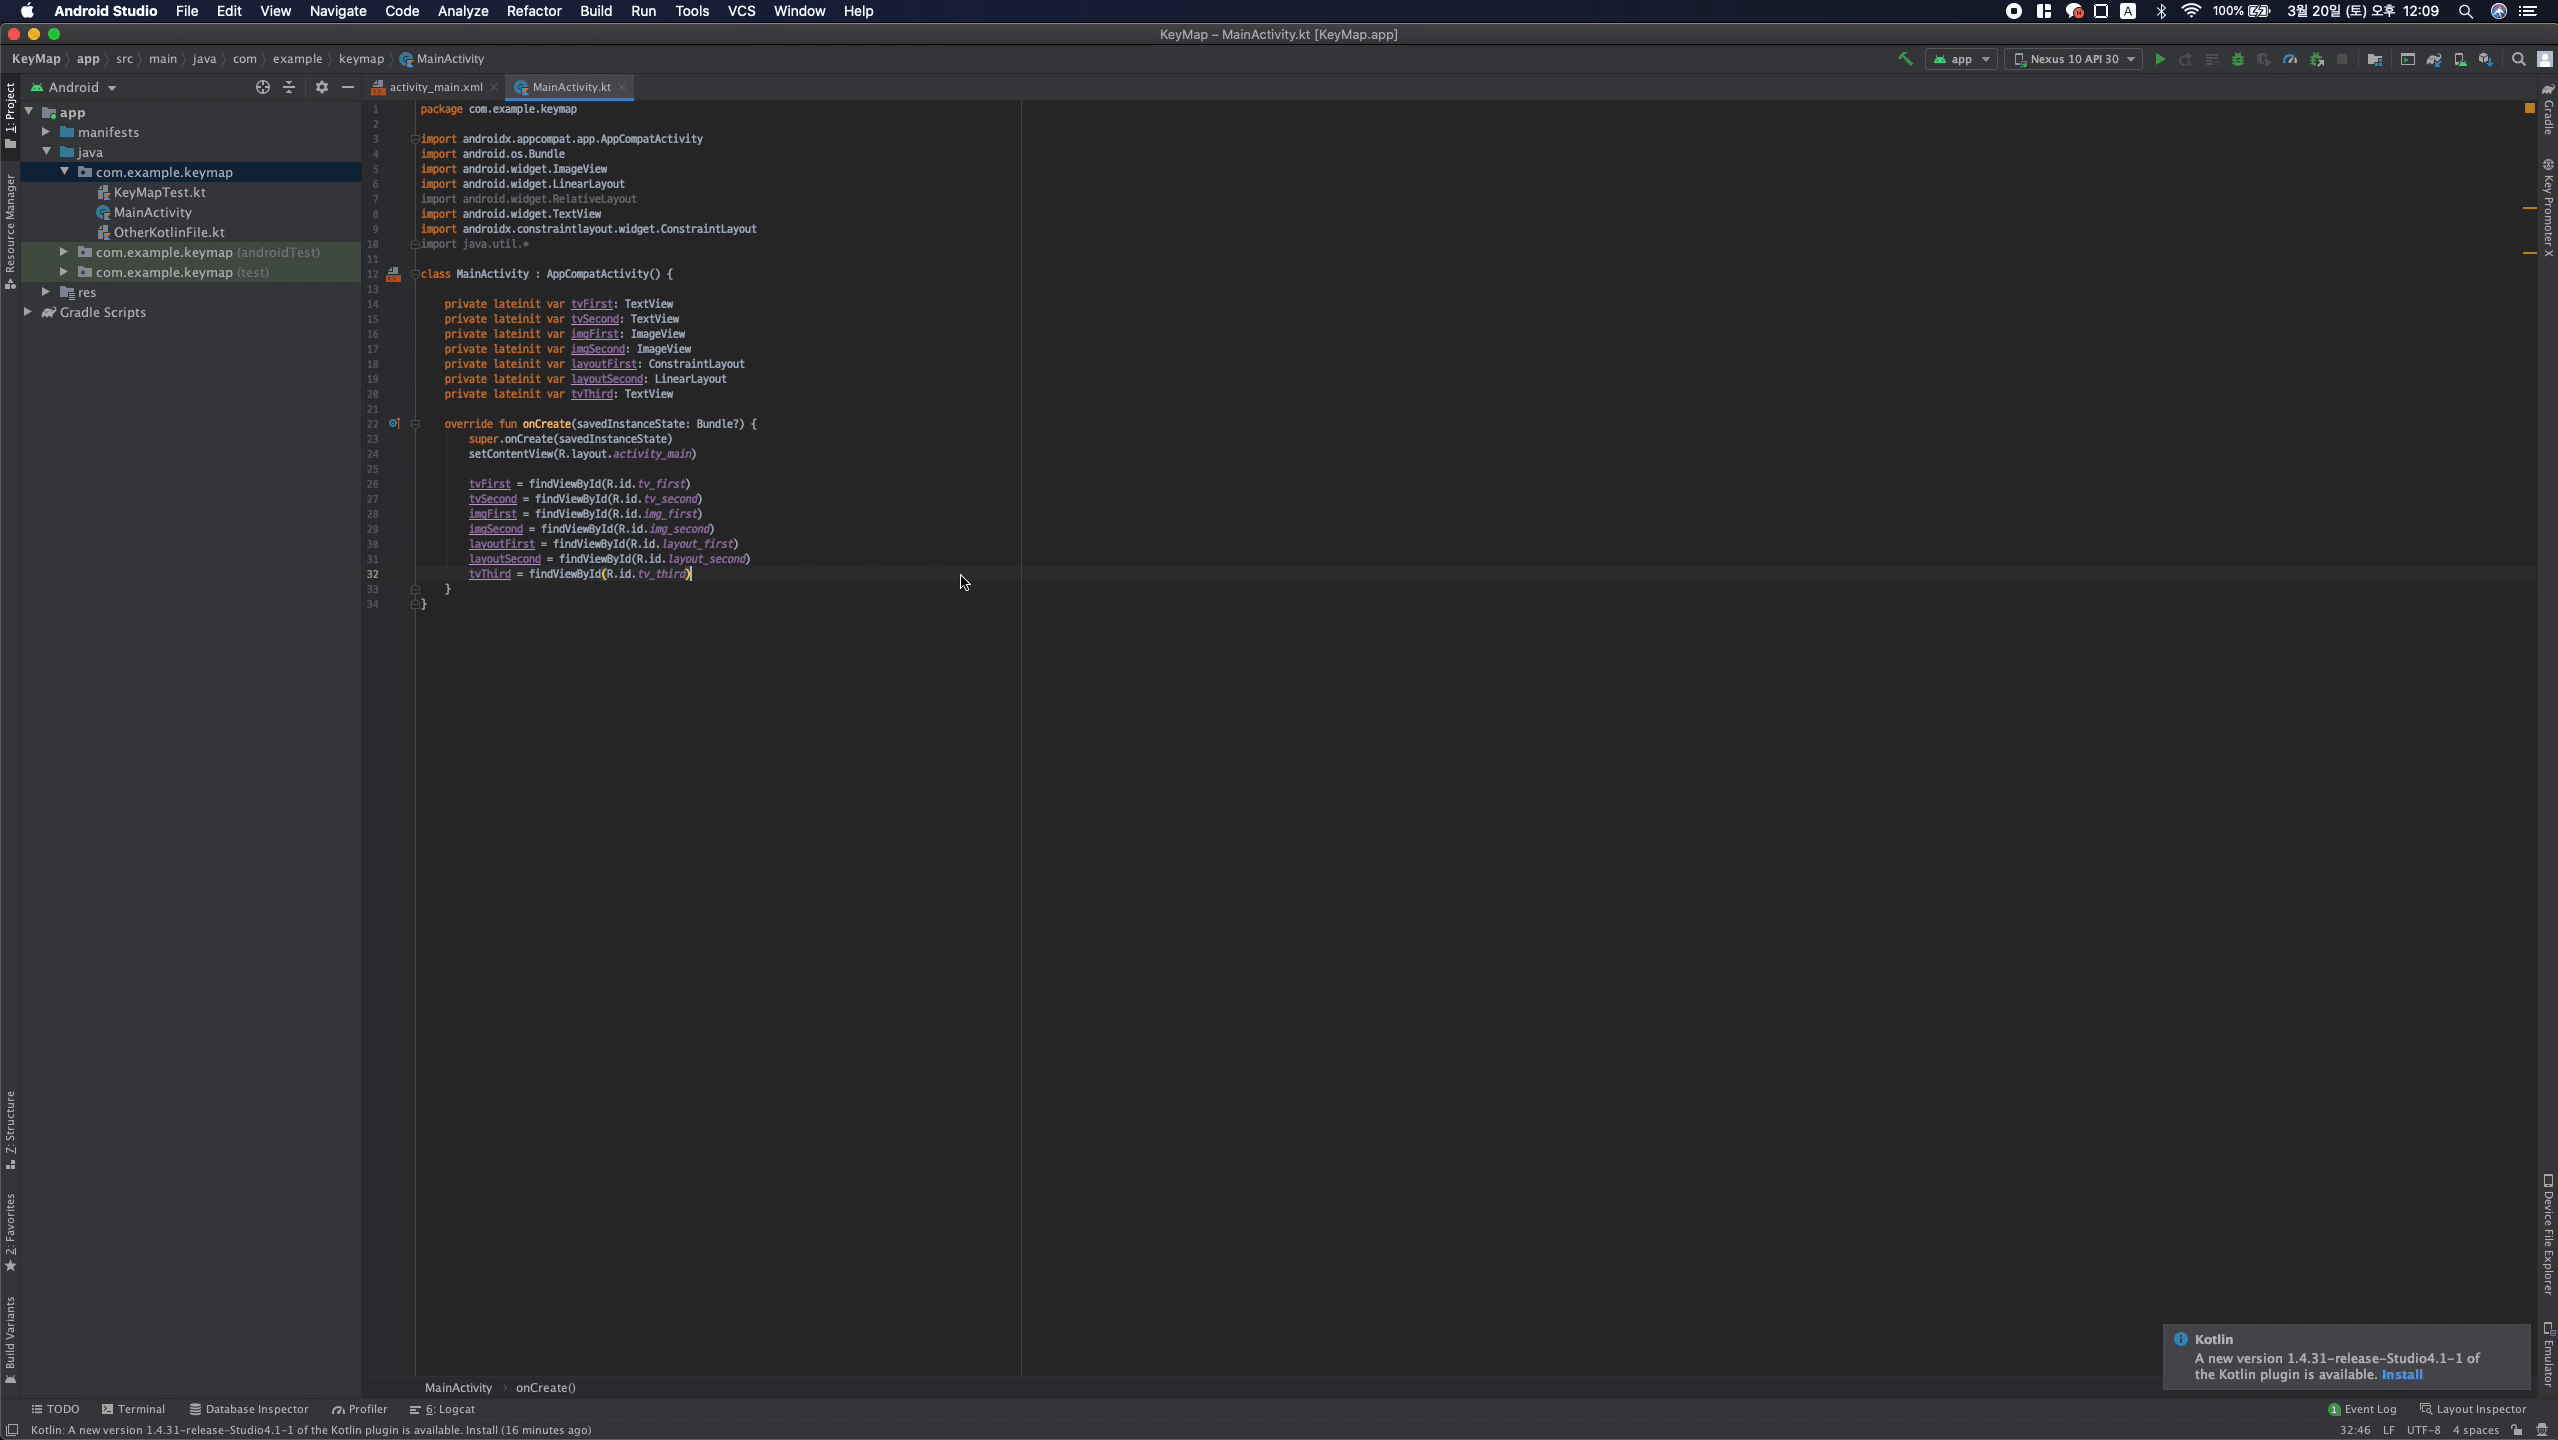 Android Studio File Edit View Navigate Code Analyze Refactor Build Run Tools VCS Window Help
A 100% 3월 20일 (토) 오후 12:09
KeyMap – MainActivity.kt [KeyMap.app]
KeyMap app src main java com example keymap MainActivity
app Nexus 10 API 30
1: Project
Resource Manager
Z: Structure
2: Favorites
Build Variants
Android
app
manifests
java
com.example.keymap
KeyMapTest.kt
MainActivity
OtherKotlinFile.kt
com.example.keymap (androidTest)
com.example.keymap (test)
res
Gradle Scripts
activity_main.xml MainActivity.kt
1 package com.example.keymap
2
3 import androidx.appcompat.app.AppCompatActivity
4 import android.os.Bundle
5 import android.widget.ImageView
6 import android.widget.LinearLayout
7 import android.widget.RelativeLayout
8 import android.widget.TextView
9 import androidx.constraintlayout.widget.ConstraintLayout
10 import java.util.*
11
12 class MainActivity : AppCompatActivity() {
13
14 private lateinit var tvFirst: TextView
15 private lateinit var tvSecond: TextView
16 private lateinit var imgFirst: ImageView
17 private lateinit var imgSecond: ImageView
18 private lateinit var layoutFirst: ConstraintLayout
19 private lateinit var layoutSecond: LinearLayout
20 private lateinit var tvThird: TextView
21
22 override fun onCreate(savedInstanceState: Bundle?) {
23 super.onCreate(savedInstanceState)
24 setContentView(R.layout.activity_main)
25
26 tvFirst = findViewById(R.id.tv_first)
27 tvSecond = findViewById(R.id.tv_second)
28 imgFirst = findViewById(R.id.img_first)
29 imgSecond = findViewById(R.id.img_second)
30 layoutFirst = findViewById(R.id.layout_first)
31 layoutSecond = findViewById(R.id.layout_second)
32 tvThird = findViewById(R.id.tv_third)
33 }
34 }
Gradle
Key Promoter X
Device File Explorer
Emulator
Kotlin
A new version 1.4.31-release-Studio4.1-1 of
the Kotlin plugin is available. Install
MainActivity onCreate()
TODO Terminal Database Inspector Profiler 6: Logcat
1 Event Log Layout Inspector
Kotlin: A new version 1.4.31-release-Studio4.1-1 of the Kotlin plugin is available. Install (16 minutes ago)
32:46 LF UTF-8 4 spaces